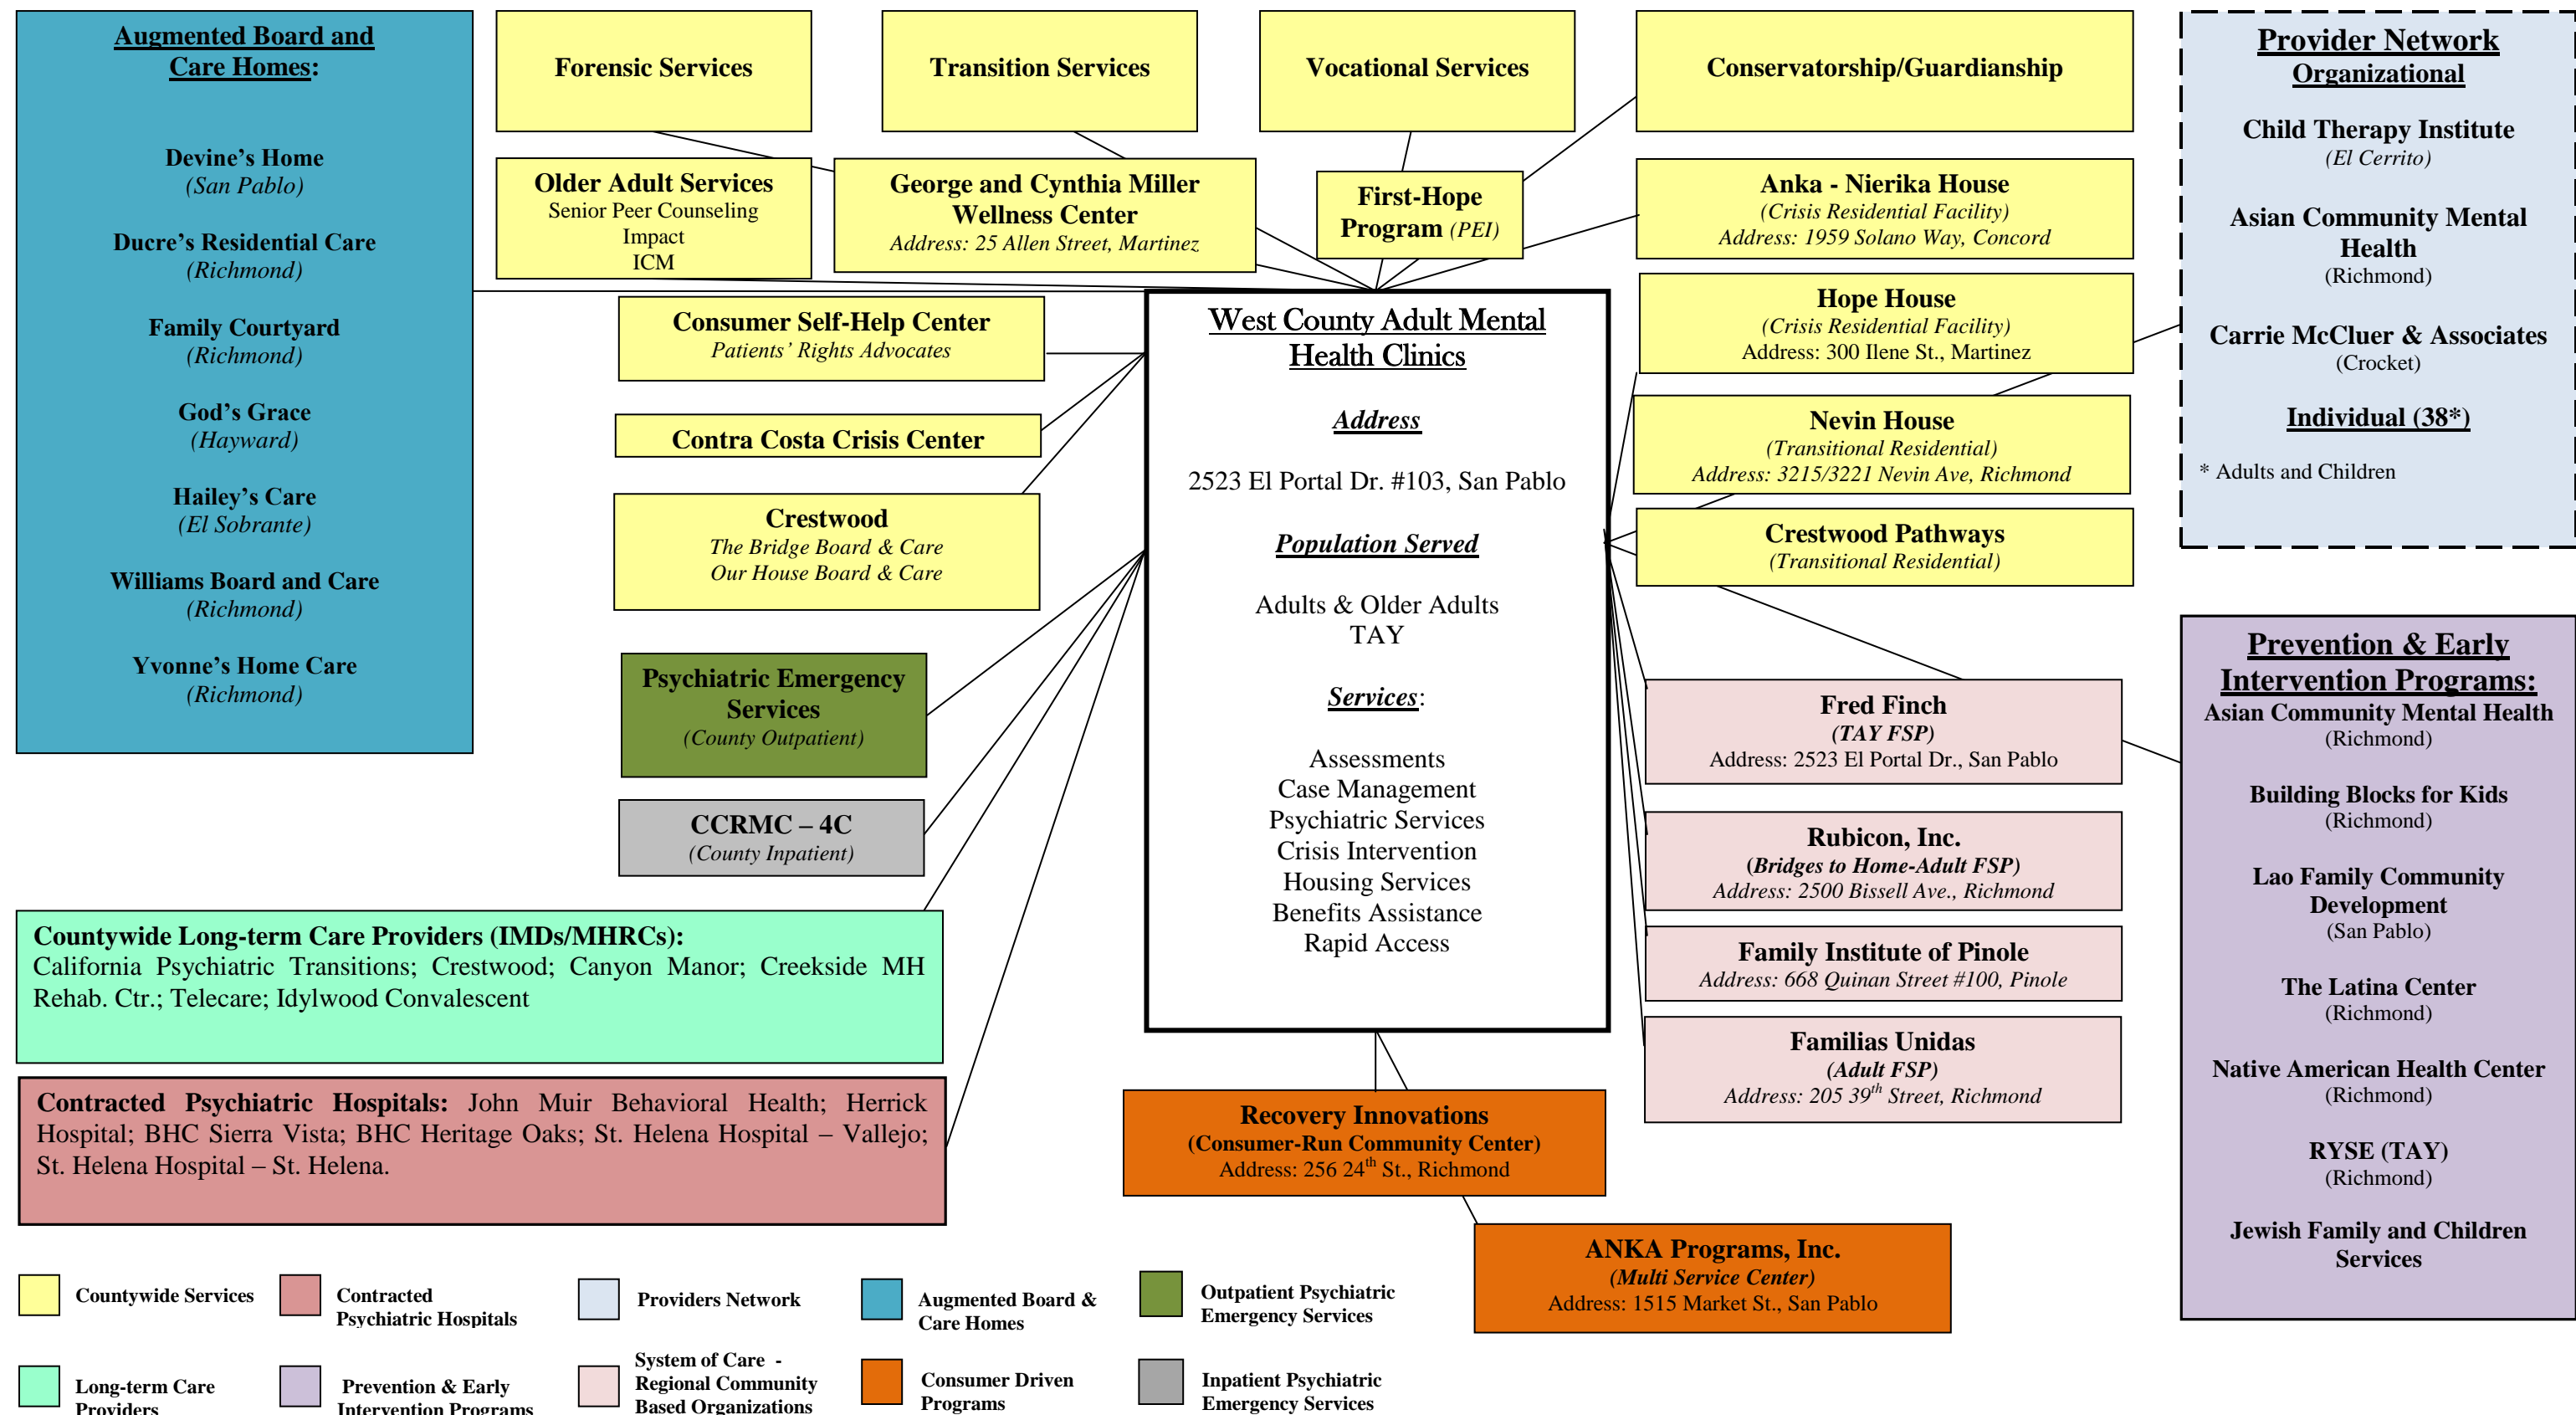 Augmented Board and
Care Homes:
Devine's Home
(San Pablo)
Ducre's Residential Care
(Richmond)
Family Courtyard
(Richmond)
God's Grace
(Hayward)
Hailey's Care
(El Sobrante)
Williams Board and Care
(Richmond)
Yvonne's Home Care
(Richmond)
Forensic Services
Transition Services
Vocational Services
Conservatorship/Guardianship
Older Adult Services
Senior Peer Counseling
Impact
ICM
George and Cynthia Miller
Wellness Center
Address: 25 Allen Street, Martinez
First-Hope
Program (PEI)
Anka - Nierika House
(Crisis Residential Facility)
Address: 1959 Solano Way, Concord
Hope House
(Crisis Residential Facility)
Address: 300 Ilene St., Martinez
Nevin House
(Transitional Residential)
Address: 3215/3221 Nevin Ave, Richmond
Crestwood Pathways
(Transitional Residential)
Consumer Self-Help Center
Patients' Rights Advocates
Contra Costa Crisis Center
Crestwood
The Bridge Board & Care
Our House Board & Care
Psychiatric Emergency
Services
(County Outpatient)
CCRMC – 4C
(County Inpatient)
West County Adult Mental
Health Clinics
Address
2523 El Portal Dr. #103, San Pablo
Population Served
Adults & Older Adults
TAY
Services:
Assessments
Case Management
Psychiatric Services
Crisis Intervention
Housing Services
Benefits Assistance
Rapid Access
Provider Network
Organizational
Child Therapy Institute
(El Cerrito)
Asian Community Mental
Health
(Richmond)
Carrie McCluer & Associates
(Crocket)
Individual (38*)
* Adults and Children
Fred Finch
(TAY FSP)
Address: 2523 El Portal Dr., San Pablo
Rubicon, Inc.
(Bridges to Home-Adult FSP)
Address: 2500 Bissell Ave., Richmond
Family Institute of Pinole
Address: 668 Quinan Street #100, Pinole
Familias Unidas
(Adult FSP)
Address: 205 39th Street, Richmond
Prevention & Early
Intervention Programs:
Asian Community Mental Health
(Richmond)
Building Blocks for Kids
(Richmond)
Lao Family Community
Development
(San Pablo)
The Latina Center
(Richmond)
Native American Health Center
(Richmond)
RYSE (TAY)
(Richmond)
Jewish Family and Children
Services
Countywide Long-term Care Providers (IMDs/MHRCs):
California Psychiatric Transitions; Crestwood; Canyon Manor; Creekside MH
Rehab. Ctr.; Telecare; Idylwood Convalescent
Contracted Psychiatric Hospitals: John Muir Behavioral Health; Herrick
Hospital; BHC Sierra Vista; BHC Heritage Oaks; St. Helena Hospital – Vallejo;
St. Helena Hospital – St. Helena.
Recovery Innovations
(Consumer-Run Community Center)
Address: 256 24th St., Richmond
ANKA Programs, Inc.
(Multi Service Center)
Address: 1515 Market St., San Pablo
Countywide Services
Contracted
Psychiatric Hospitals
Providers Network
Augmented Board &
Care Homes
Outpatient Psychiatric
Emergency Services
Long-term Care
Providers
Prevention & Early
Intervention Programs
System of Care -
Regional Community
Based Organizations
Consumer Driven
Programs
Inpatient Psychiatric
Emergency Services